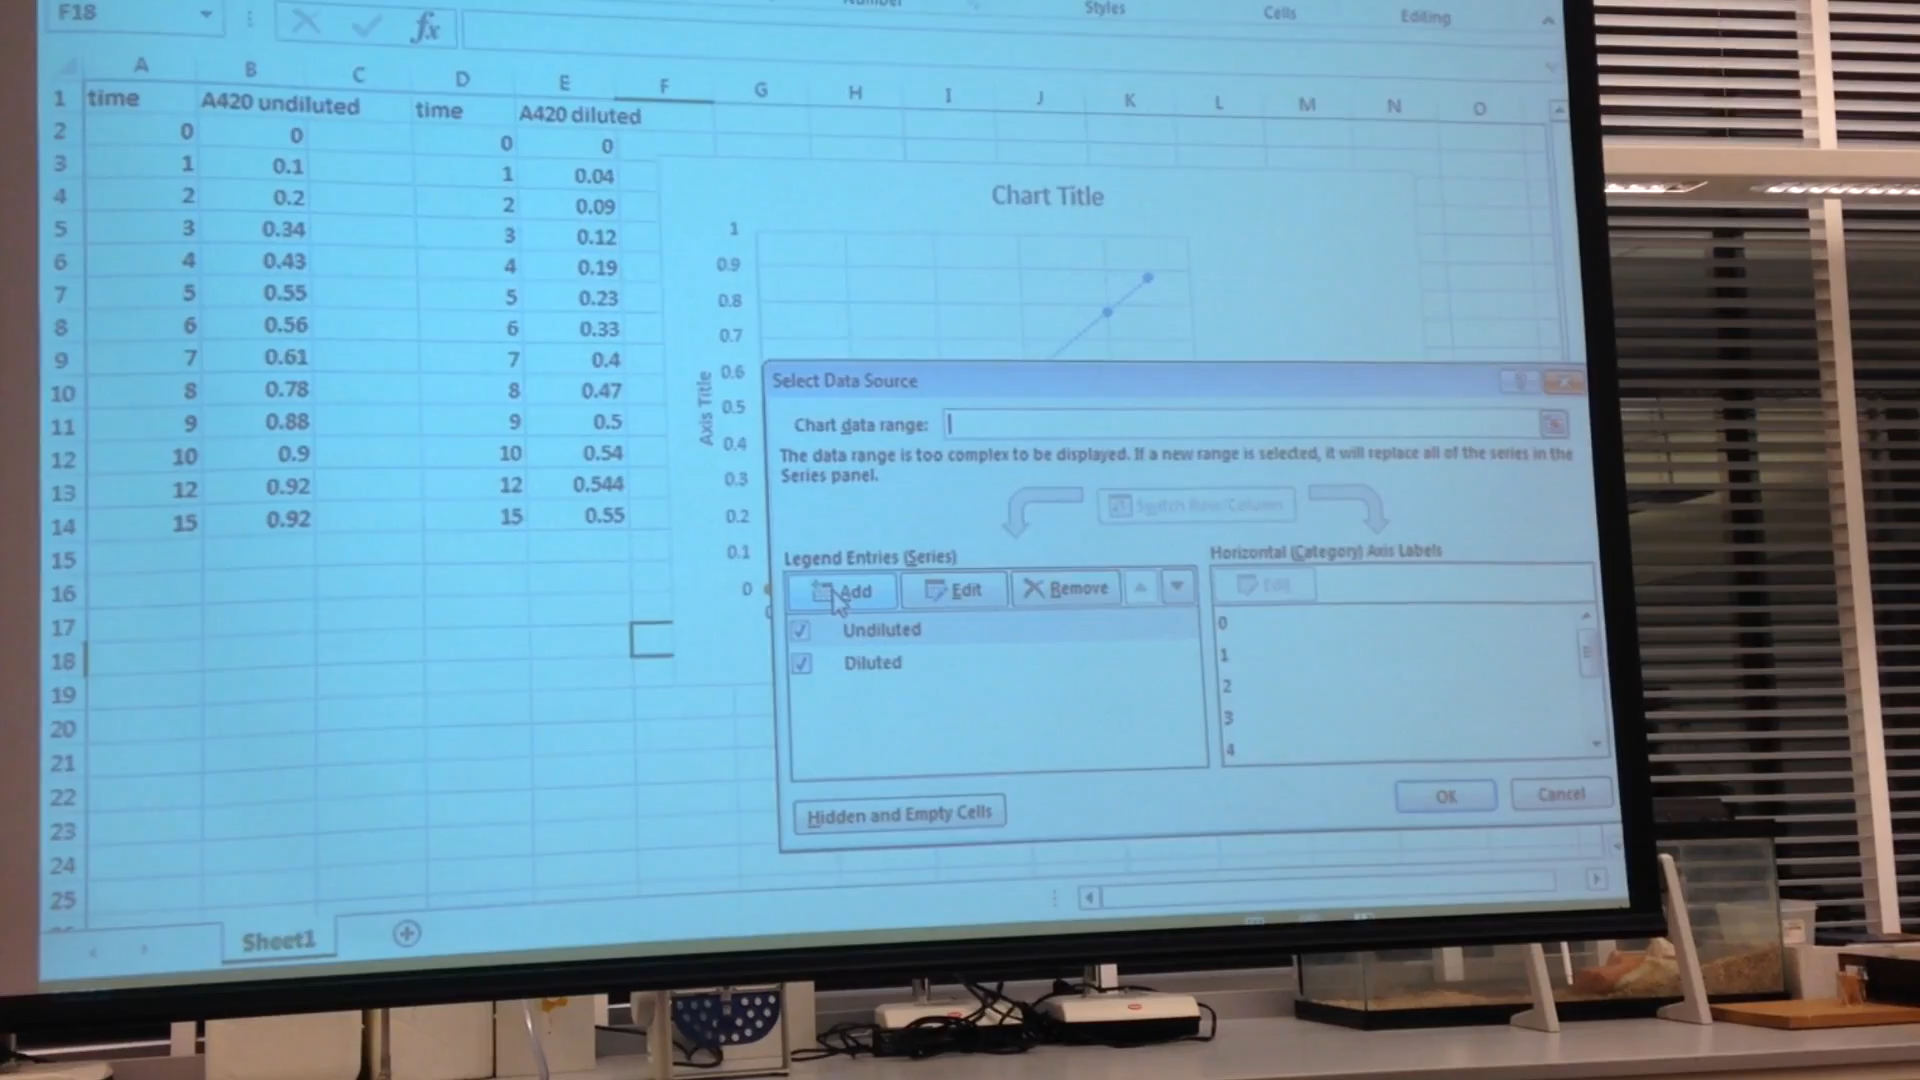 F18
fx
Styles
Cells
Editing
A B C D E F G H I J K L M N O
1 time A420 undiluted time A420 diluted
2 0 0 0 0
3 1 0.1 1 0.04
4 2 0.2 2 0.09
5 3 0.34 3 0.12
6 4 0.43 4 0.19
7 5 0.55 5 0.23
8 6 0.56 6 0.33
9 7 0.61 7 0.4
10 8 0.78 8 0.47
11 9 0.88 9 0.5
12 10 0.9 10 0.54
13 12 0.92 12 0.544
14 15 0.92 15 0.55
15
16
17
18
19
20
21
22
23
24
25
Chart Title
1
0.9
0.8
0.7
0.6
0.5
0.4
0.3
0.2
0.1
0
Axis Title
Select Data Source
Chart data range:
The data range is too complex to be displayed. If a new range is selected, it will replace all of the series in the
Series panel.
Switch Row/Column
Legend Entries (Series)
Horizontal (Category) Axis Labels
Add Edit Remove
Edit
Undiluted
Diluted
0
1
2
3
4
Hidden and Empty Cells
OK
Cancel
Sheet1